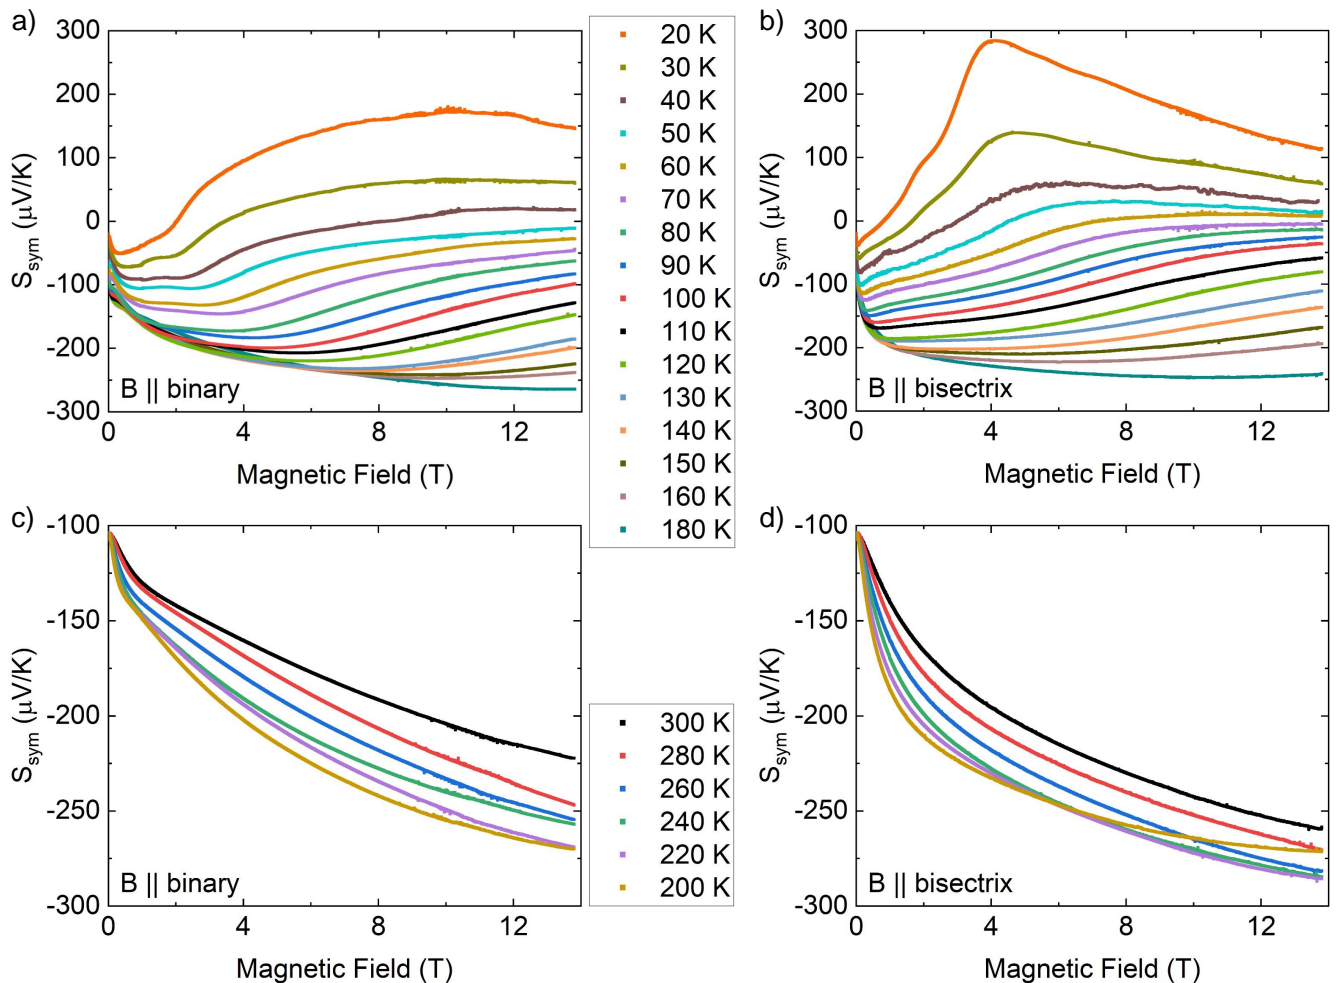 a)
300
200
100
0
-100
-200
-300
S_sym (μV/K)
B || binary
0 4 8 12
Magnetic Field (T)
20 K
30 K
40 K
50 K
60 K
70 K
80 K
90 K
100 K
110 K
120 K
130 K
140 K
150 K
160 K
180 K
b)
300
200
100
0
-100
-200
-300
S_sym (μV/K)
B || bisectrix
0 4 8 12
Magnetic Field (T)
c)
-100
-150
-200
-250
-300
S_sym (μV/K)
B || binary
0 4 8 12
Magnetic Field (T)
300 K
280 K
260 K
240 K
220 K
200 K
d)
-100
-150
-200
-250
-300
S_sym (μV/K)
B || bisectrix
0 4 8 12
Magnetic Field (T)